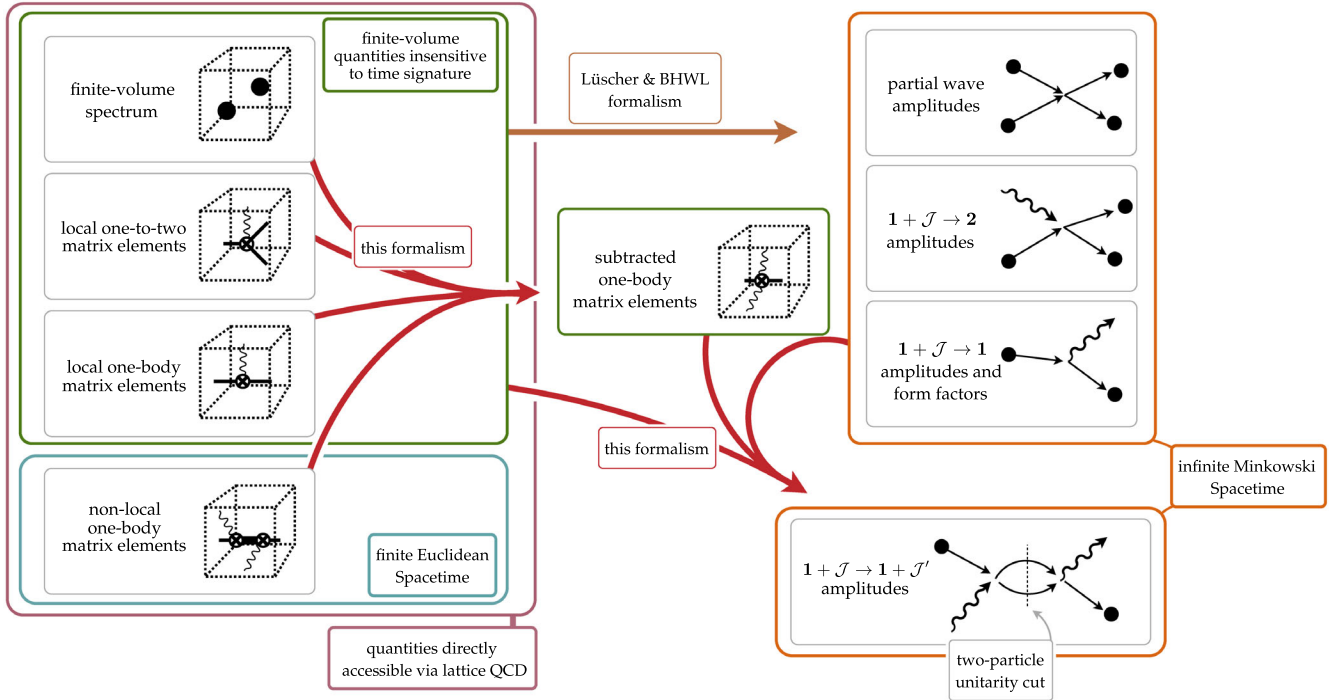 finite-volume
quantities insensitive
to time signature
finite-volume
spectrum
local one-to-two
matrix elements
this formalism
local one-body
matrix elements
non-local
one-body
matrix elements
finite Euclidean
Spacetime
quantities directly
accessible via lattice QCD
Lüscher & BHWL
formalism
subtracted
one-body
matrix elements
this formalism
partial wave
amplitudes
1 + 𝒥 → 2
amplitudes
1 + 𝒥 → 1
amplitudes and
form factors
infinite Minkowski
Spacetime
1 + 𝒥 → 1 + 𝒥′
amplitudes
two-particle
unitarity cut